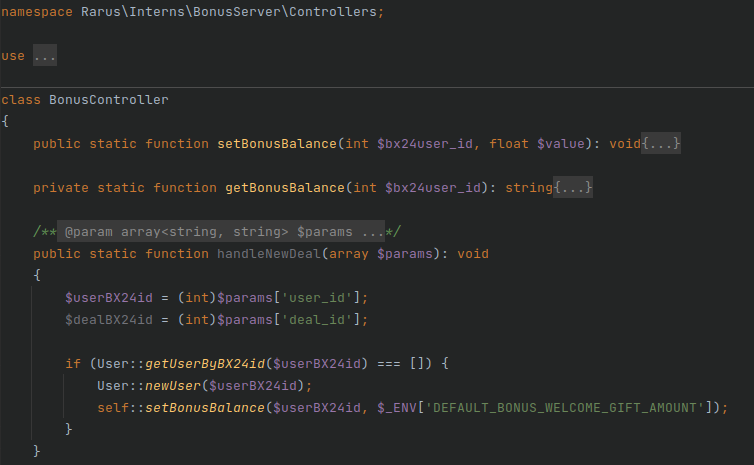 namespace Rarus\Interns\BonusServer\Controllers;
use ...
class BonusController
{
public static function setBonusBalance(int $bx24user_id, float $value): void{...}
private static function getBonusBalance(int $bx24user_id): string{...}
/** @param array<string, string> $params ...*/
public static function handleNewDeal(array $params): void
{
$userBX24id = (int)$params['user_id'];
$dealBX24id = (int)$params['deal_id'];
if (User::getUserByBX24id($userBX24id) === []) {
User::newUser($userBX24id);
self::setBonusBalance($userBX24id, $_ENV['DEFAULT_BONUS_WELCOME_GIFT_AMOUNT']);
}
}